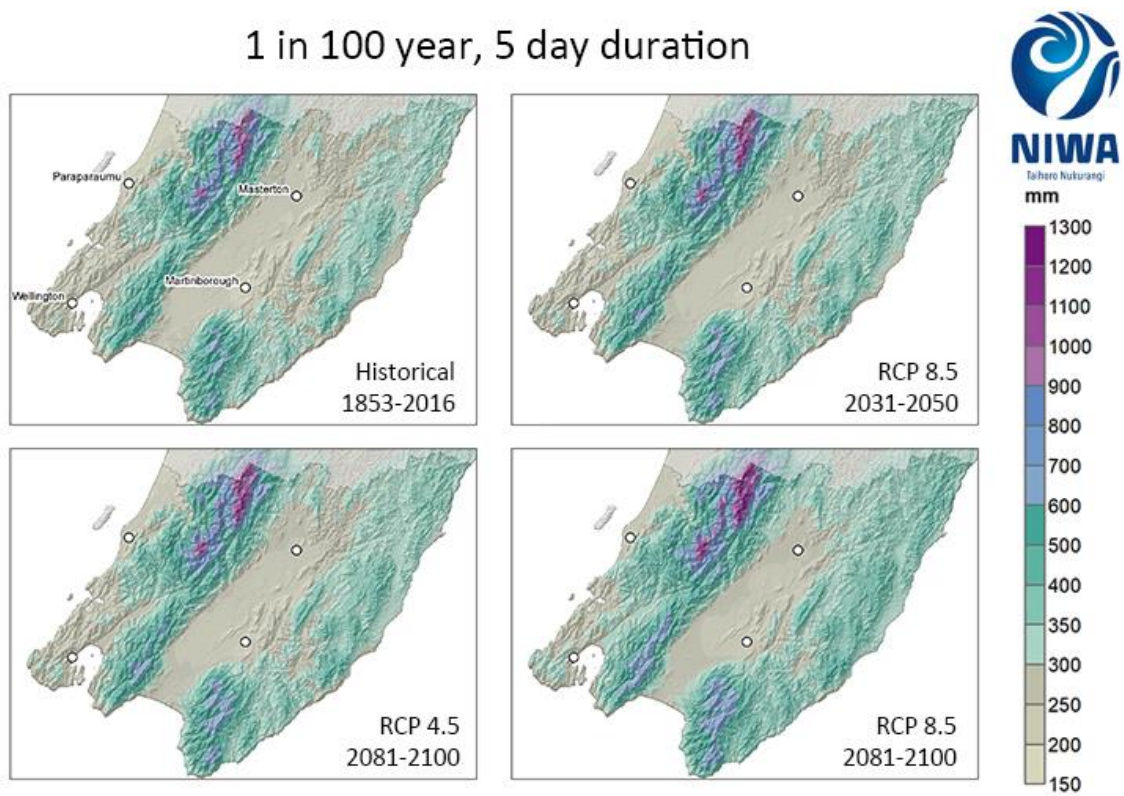 1 in 100 year, 5 day duration
NIWA
Taihoro Nukurangi
Paraparaumu
Masterton
Martinborough
Wellington
Historical
1853-2016
RCP 8.5
2031-2050
RCP 4.5
2081-2100
RCP 8.5
2081-2100
mm
1300
1200
1100
1000
900
800
700
600
500
400
350
300
250
200
150